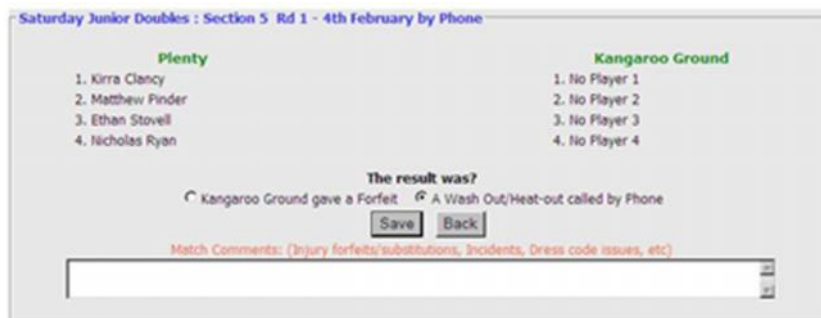 Saturday Junior Doubles : Section 5 Rd 1 - 4th February by Phone
Plenty Kangaroo Ground
1. Kirra Clancy 1. No Player 1
2. Matthew Pinder 2. No Player 2
3. Ethan Stovell 3. No Player 3
4. Nicholas Ryan 4. No Player 4
The result was?
Kangaroo Ground gave a Forfeit A Wash Out/Heat-out called by Phone
Save Back
Match Comments: (Injury forfeits/substitutions, Incidents, Dress code issues, etc)